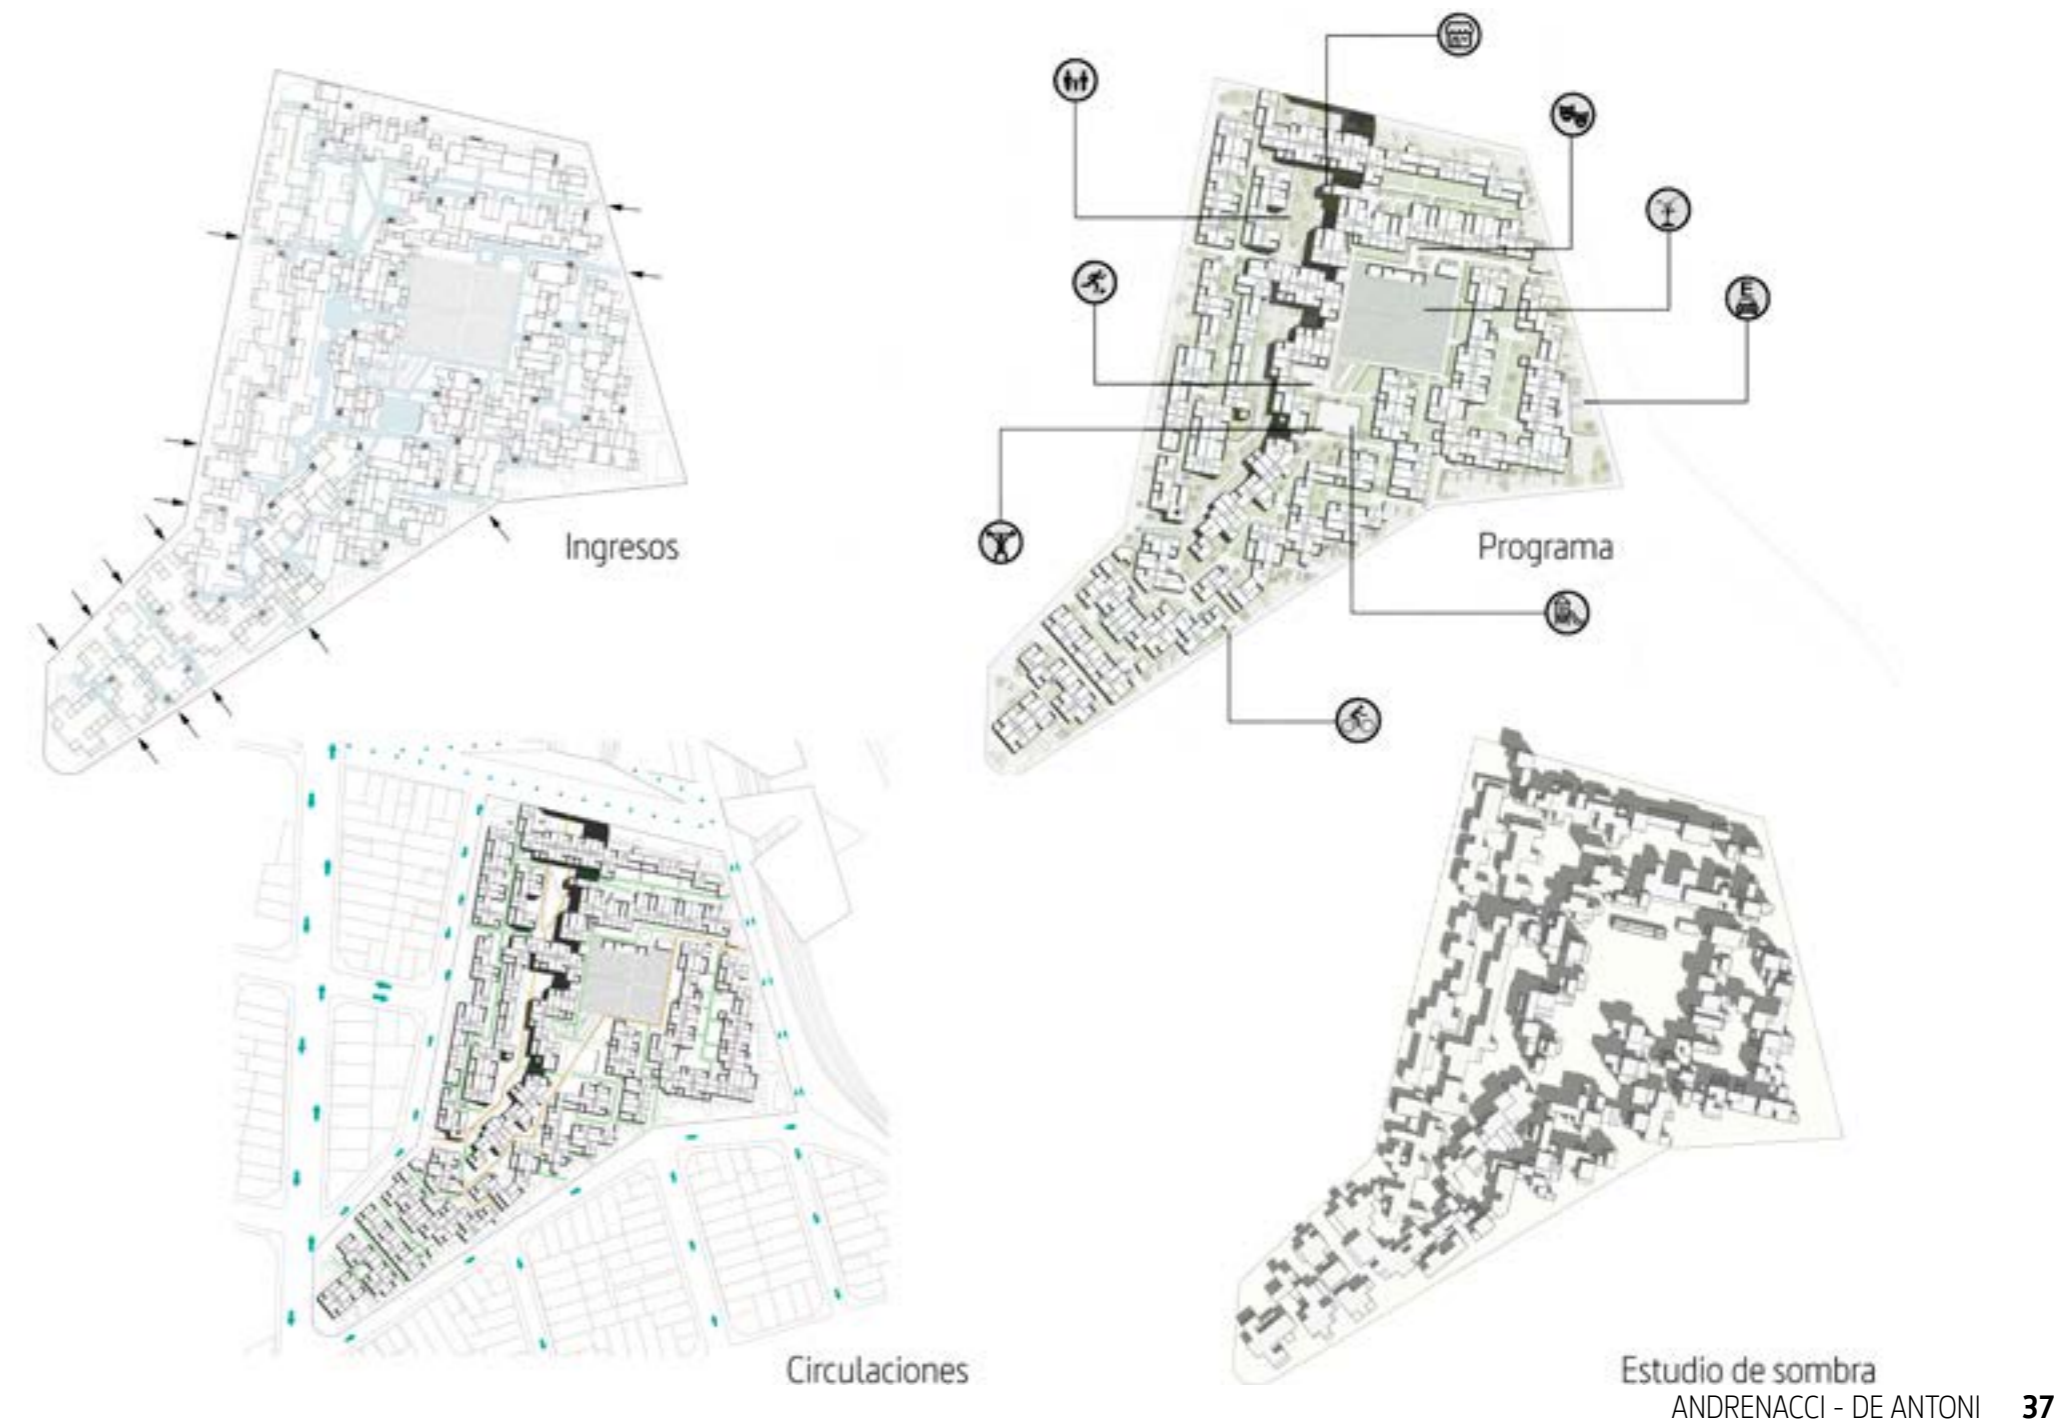 Ingresos
Programa
E
Circulaciones
Estudio de sombra
ANDRENACCI - DE ANTONI 37